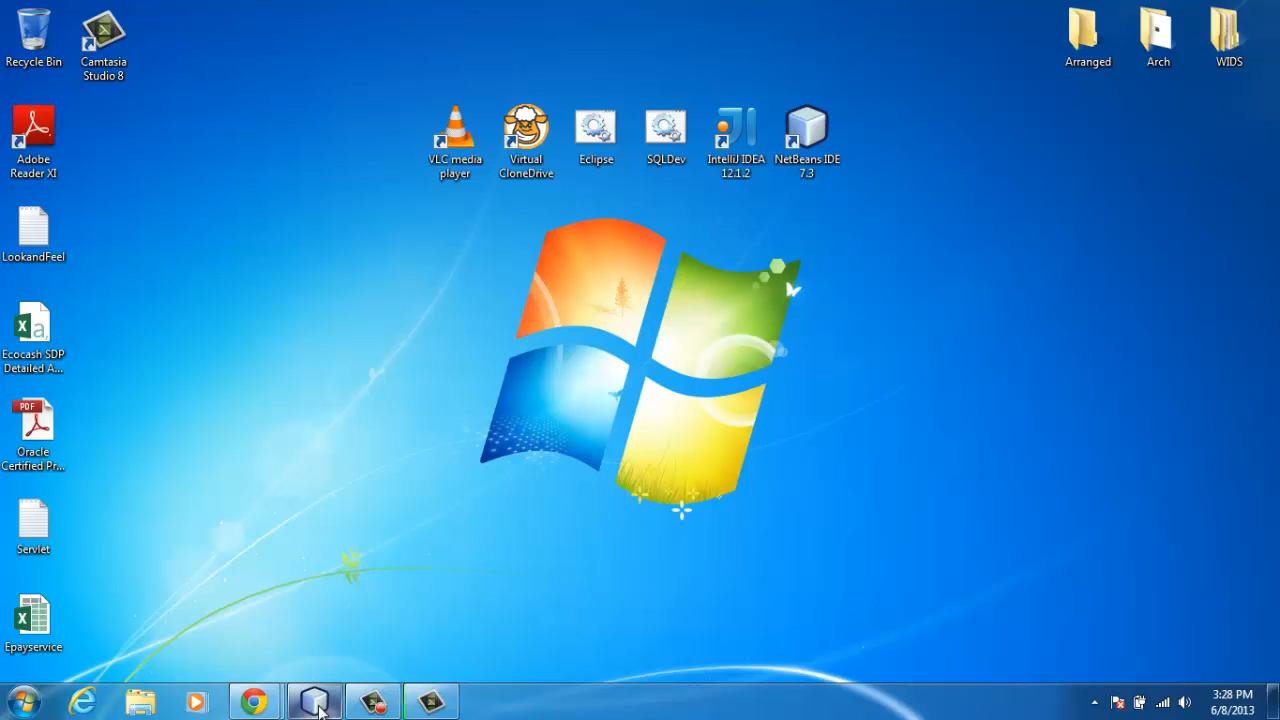 Recycle Bin
Camtasia
Studio 8
Arranged
Arch
WIDS
Adobe
Reader XI
VLC media
player
Virtual
CloneDrive
Eclipse
SQLDev
IntelliJ IDEA
12.1.2
NetBeans IDE
7.3
LookandFeel
Ecocash SDP
Detailed A...
PDF
Oracle
Certified Pr...
Servlet
Epayservice
3:28 PM
6/8/2013